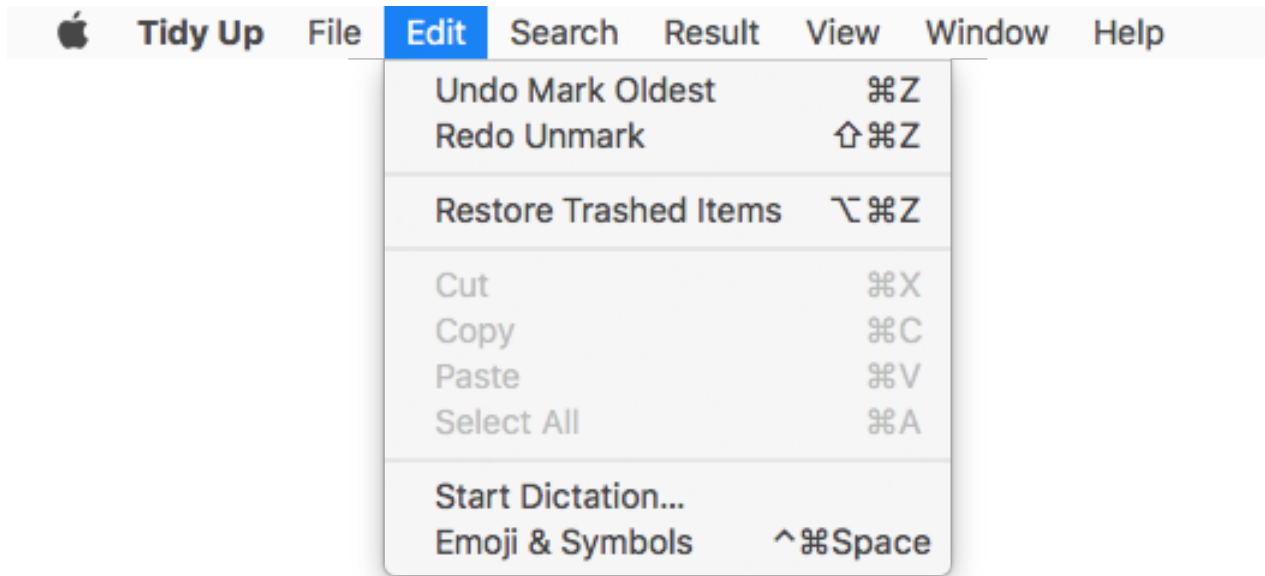 Tidy Up File Edit Search Result View Window Help
Undo Mark Oldest ⌘Z
Redo Unmark ⇧⌘Z
Restore Trashed Items ⌥⌘Z
Cut ⌘X
Copy ⌘C
Paste ⌘V
Select All ⌘A
Start Dictation...
Emoji & Symbols ^⌘Space